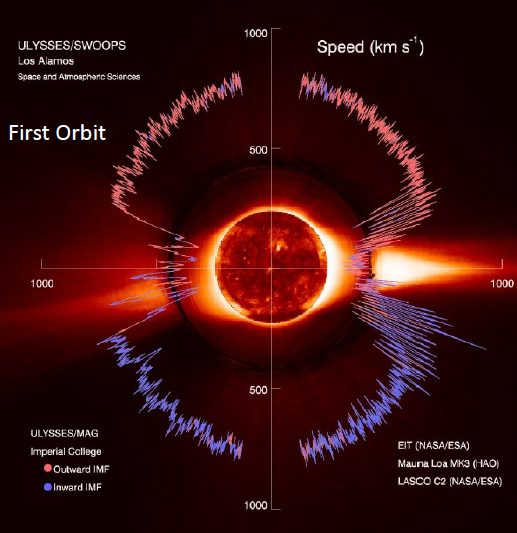 1000
ULYSSES/SWOOPS
Los Alamos
Space and Atmospheric Sciences
Speed (km s⁻¹)
First Orbit
500
1000
1000
500
ULYSSES/MAG
Imperial College
Outward IMF
Inward IMF
EIT (NASA/ESA)
Mauna Loa MK3 (HAO)
LASCO C2 (NASA/ESA)
1000